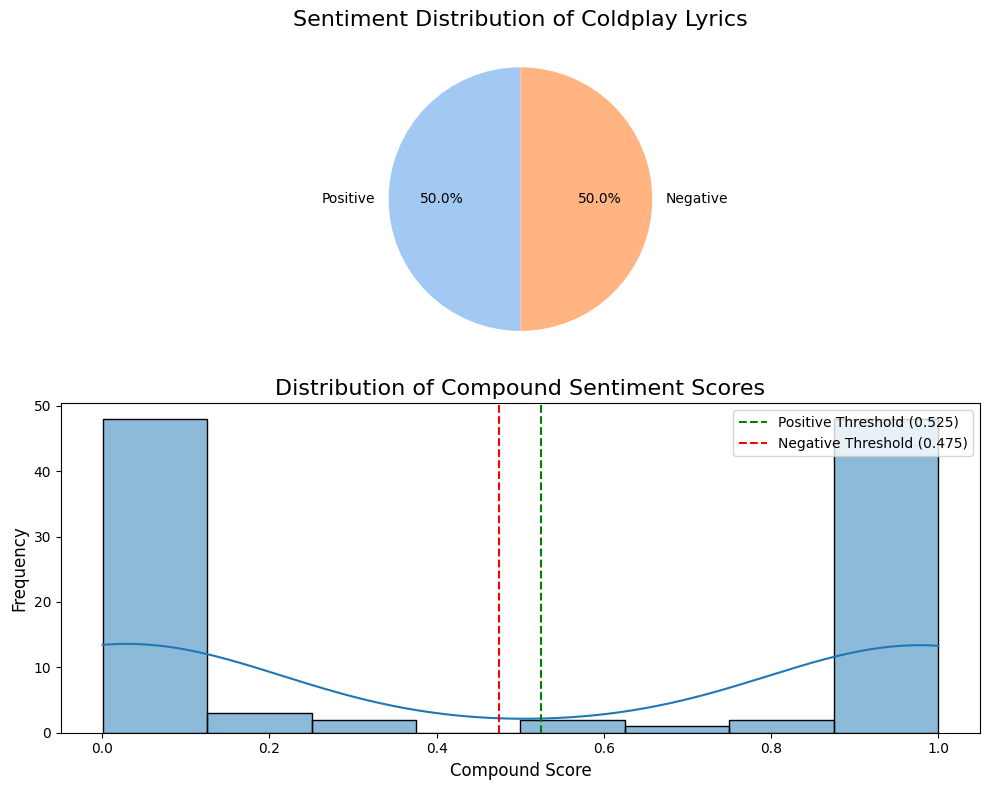 Sentiment Distribution of Coldplay Lyrics
Positive
50.0%
50.0%
Negative
Distribution of Compound Sentiment Scores
Positive Threshold (0.525)
Negative Threshold (0.475)
Frequency
50
40
30
20
10
0
0.0
0.2
0.4
0.6
0.8
1.0
Compound Score